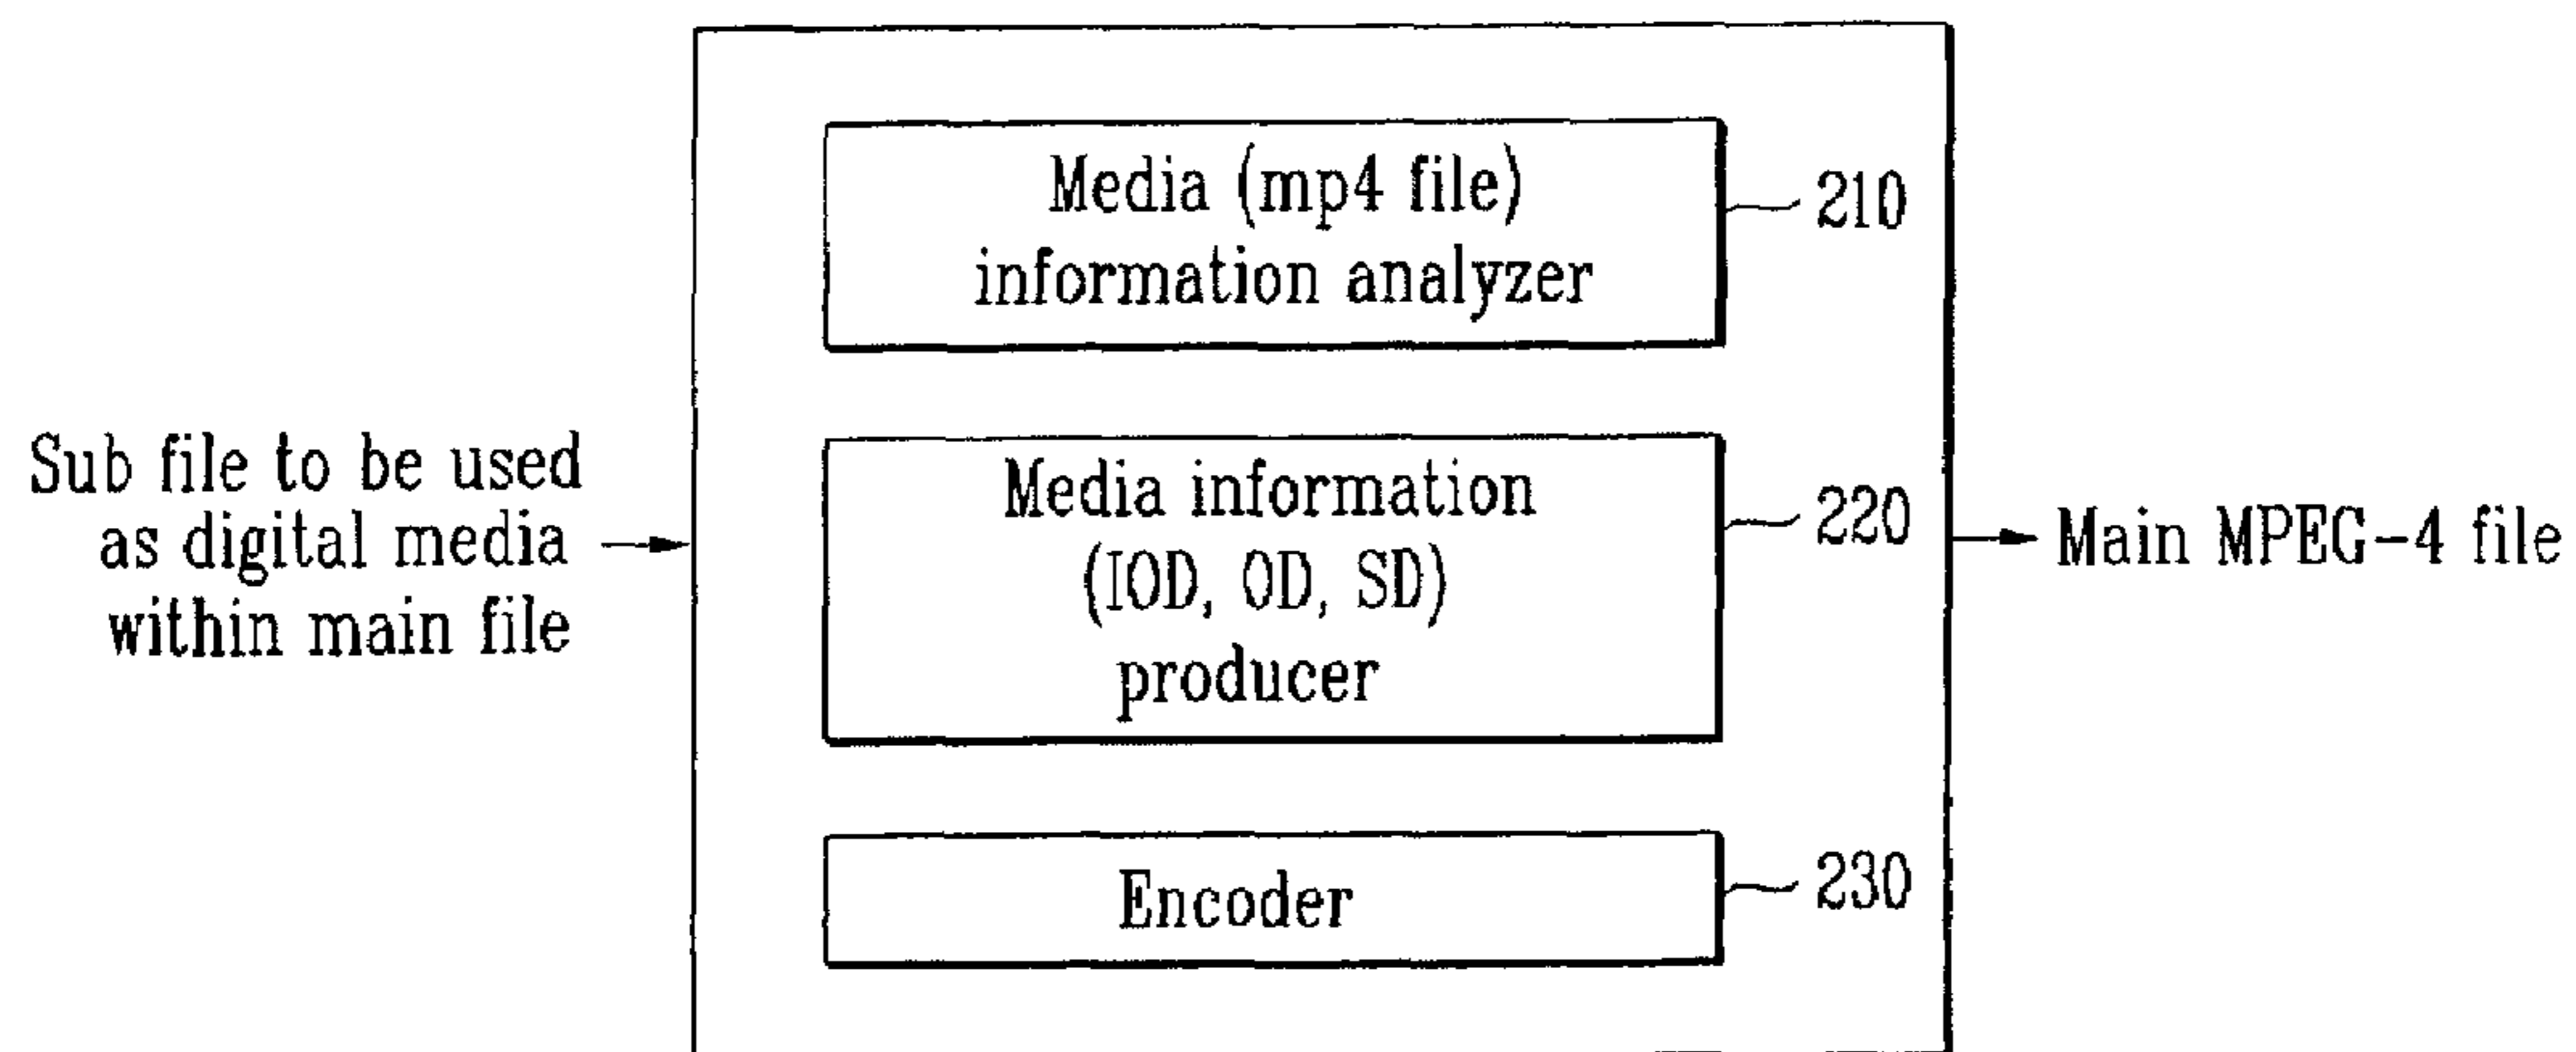 Media (mp4 file)
information analyzer
210
Sub file to be used
as digital media
within main file
Media information
(IOD, OD, SD)
producer
220
Main MPEG-4 file
Encoder
230